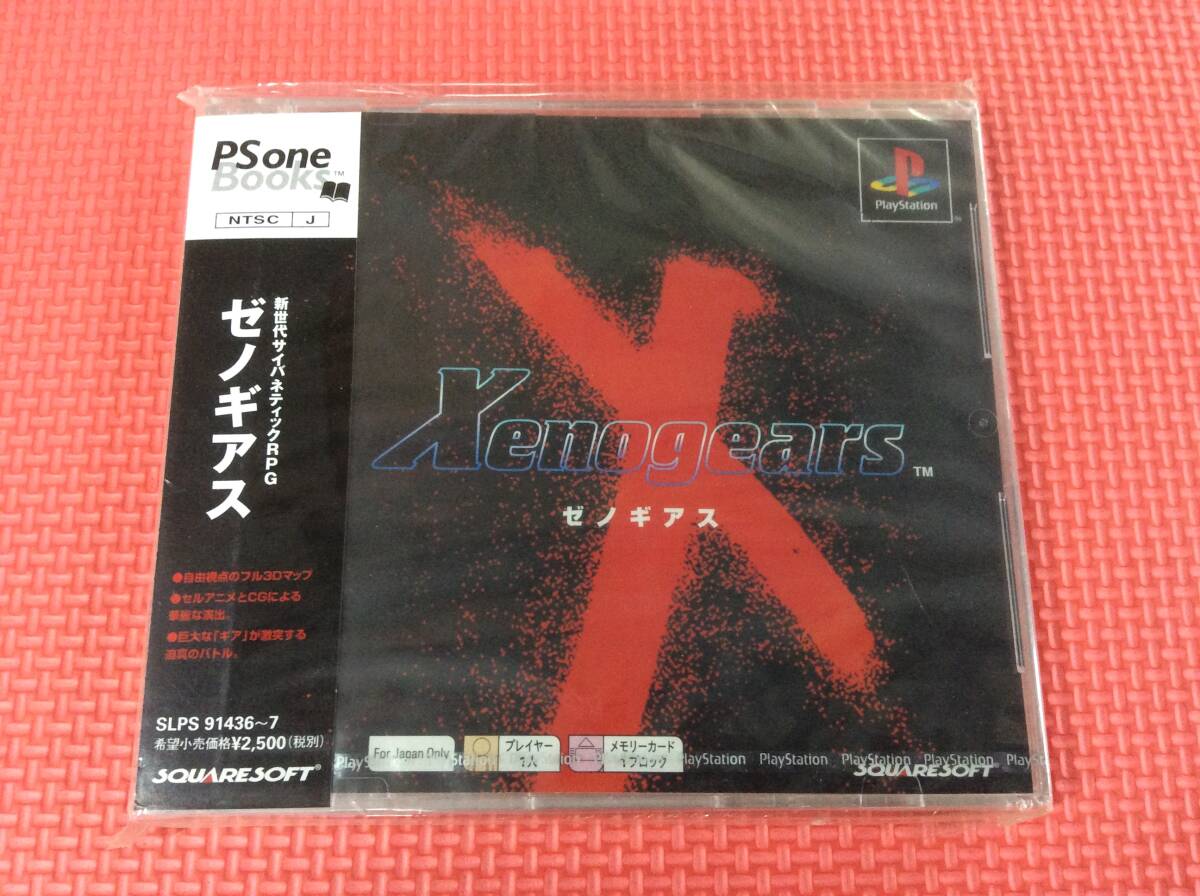 PS one
Books™
NTSC J
新世代サイバネティックRPG
ゼノギアス
●自由視点のフル3Dマップ
●セルアニメとCGによる
華麗な演出
●巨大な「ギア」が激突する
迫真のバトル。
SLPS 91436～7
希望小売価格¥2,500(税別)
SQUARESOFT®
PlayStation
Xenogears™
ゼノギアス
For Japan Only
プレイヤー
1人
メモリーカード
1ブロック
PlayStation PlayStation PlayStation PlayStation
SQUARESOFT®